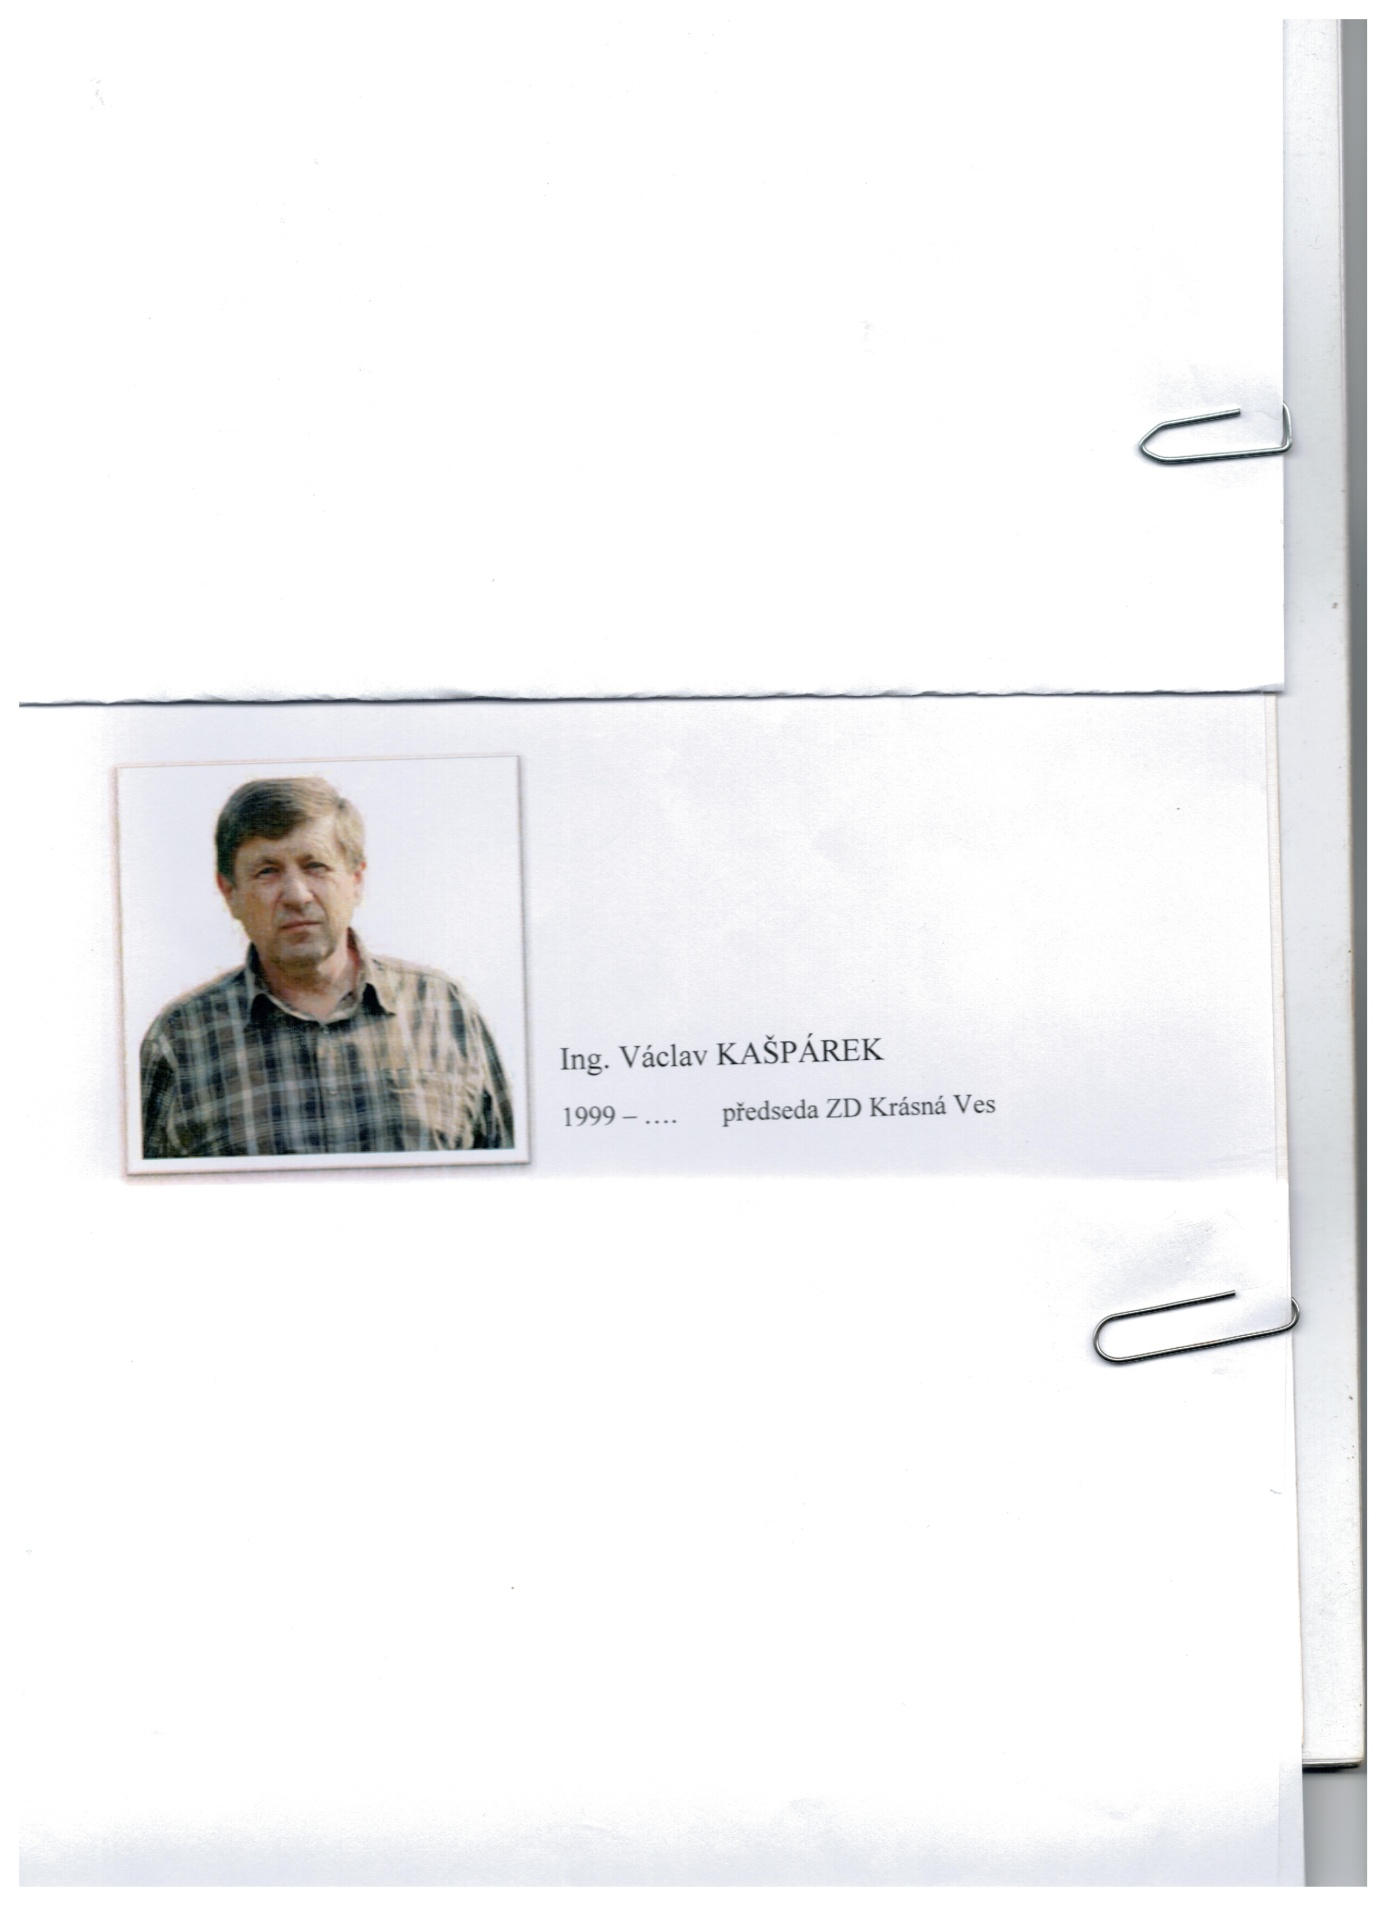 Ing. Václav KAŠPÁREK
1999 – .... předseda ZD Krásná Ves